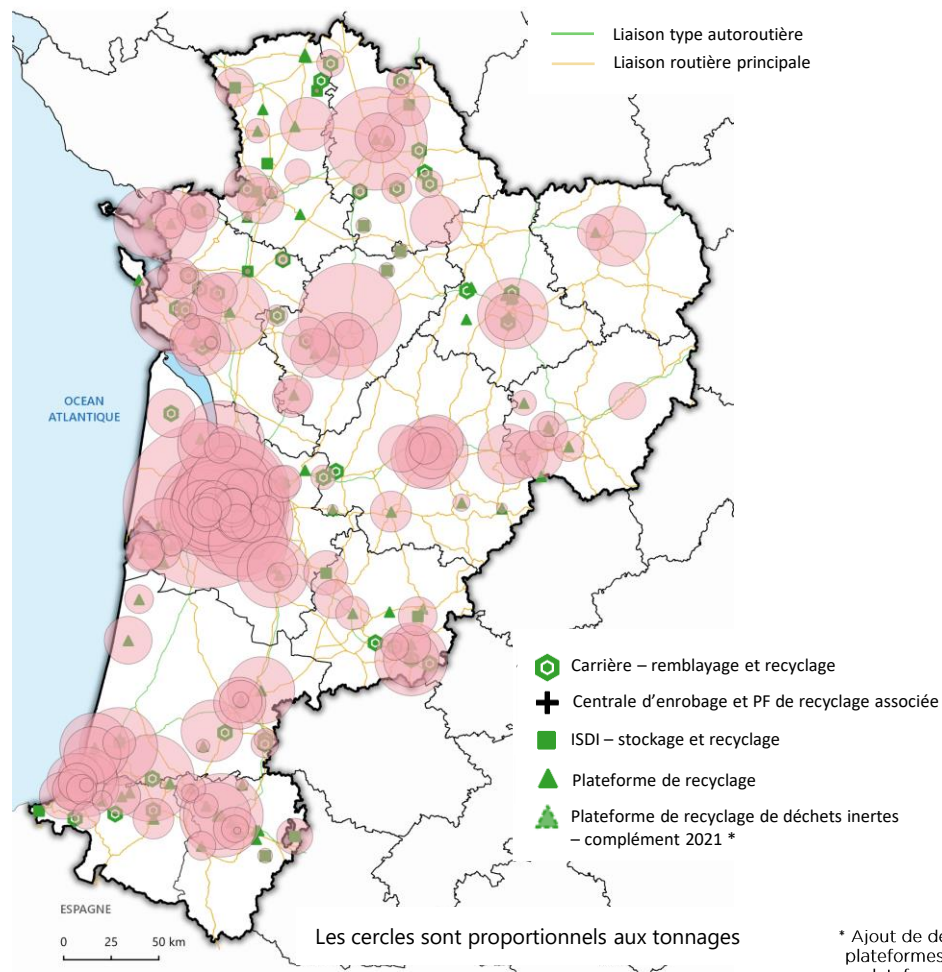 Liaison type autoroutière
Liaison routière principale
OCEAN
ATLANTIQUE
Carrière – remblayage et recyclage
Centrale d'enrobage et PF de recyclage associée
ISDI – stockage et recyclage
Plateforme de recyclage
Plateforme de recyclage de déchets inertes
– complément 2021 *
ESPAGNE
0 25 50 km
Les cercles sont proportionnels aux tonnages
* Ajout de
plateformes